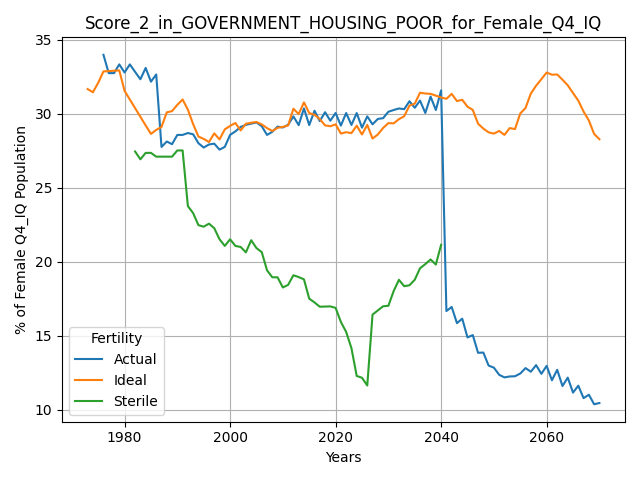 Score_2_in_GOVERNMENT_HOUSING_POOR_for_Female_Q4_IQ
% of Female Q4_IQ Population
35
30
25
20
15
10
Fertility
Actual
Ideal
Sterile
1980
2000
2020
2040
2060
Years